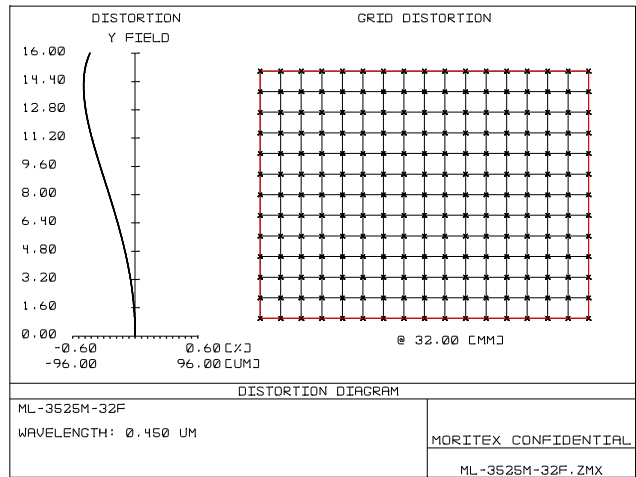 DISTORTION
Y FIELD
GRID DISTORTION
16.00
14.40
12.80
11.20
9.60
8.00
6.40
4.80
3.20
1.60
0.00
-0.60 0.60 [%]
-96.00 96.00 [UM]
@ 32.00 [MM]
DISTORTION DIAGRAM
ML-3525M-32F
WAVELENGTH: 0.450 UM
MORITEX CONFIDENTIAL
ML-3525M-32F.ZMX